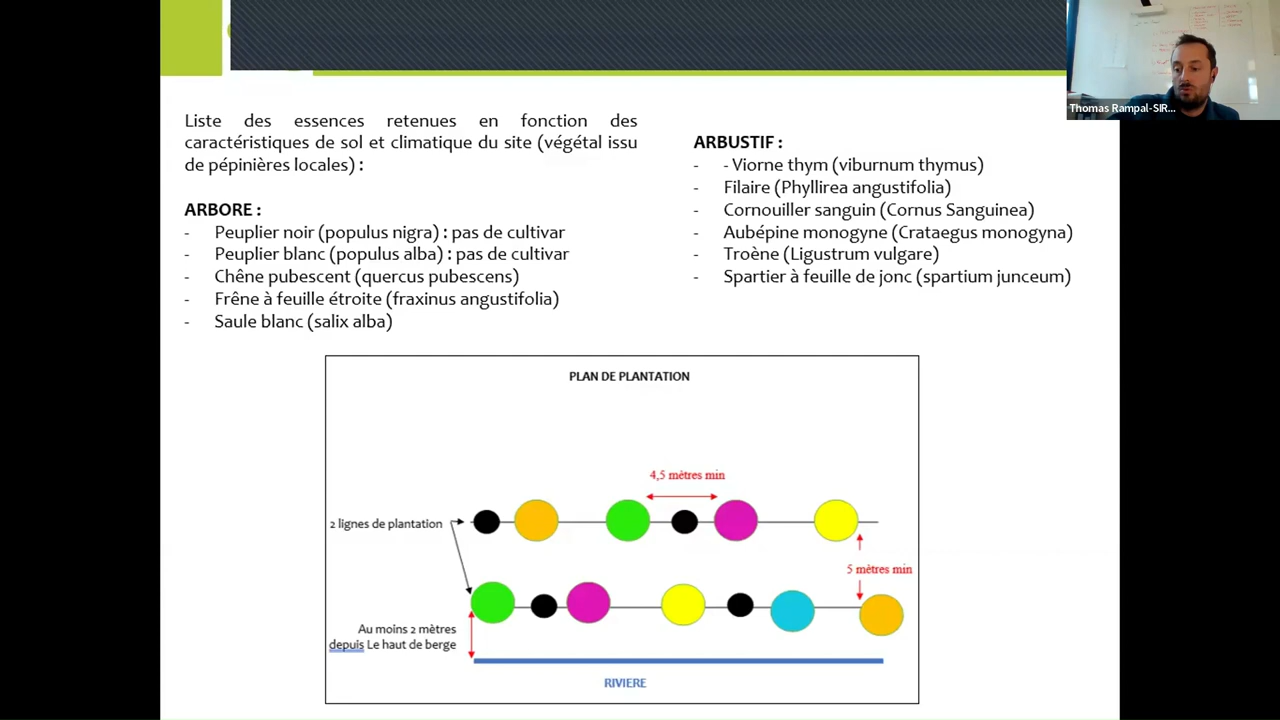 Thomas Rampal-SIR...
Liste des essences retenues en fonction des
caractéristiques de sol et climatique du site (végétal issu
de pépinières locales) :
ARBORE :
- Peuplier noir (populus nigra) : pas de cultivar
- Peuplier blanc (populus alba) : pas de cultivar
- Chêne pubescent (quercus pubescens)
- Frêne à feuille étroite (fraxinus angustifolia)
- Saule blanc (salix alba)
ARBUSTIF :
- - Viorne thym (viburnum thymus)
- Filaire (Phyllirea angustifolia)
- Cornouiller sanguin (Cornus Sanguinea)
- Aubépine monogyne (Crataegus monogyna)
- Troène (Ligustrum vulgare)
- Spartier à feuille de jonc (spartium junceum)
PLAN DE PLANTATION
4,5 mètres min
2 lignes de plantation
5 mètres min
Au moins 2 mètres
depuis Le haut de berge
RIVIERE